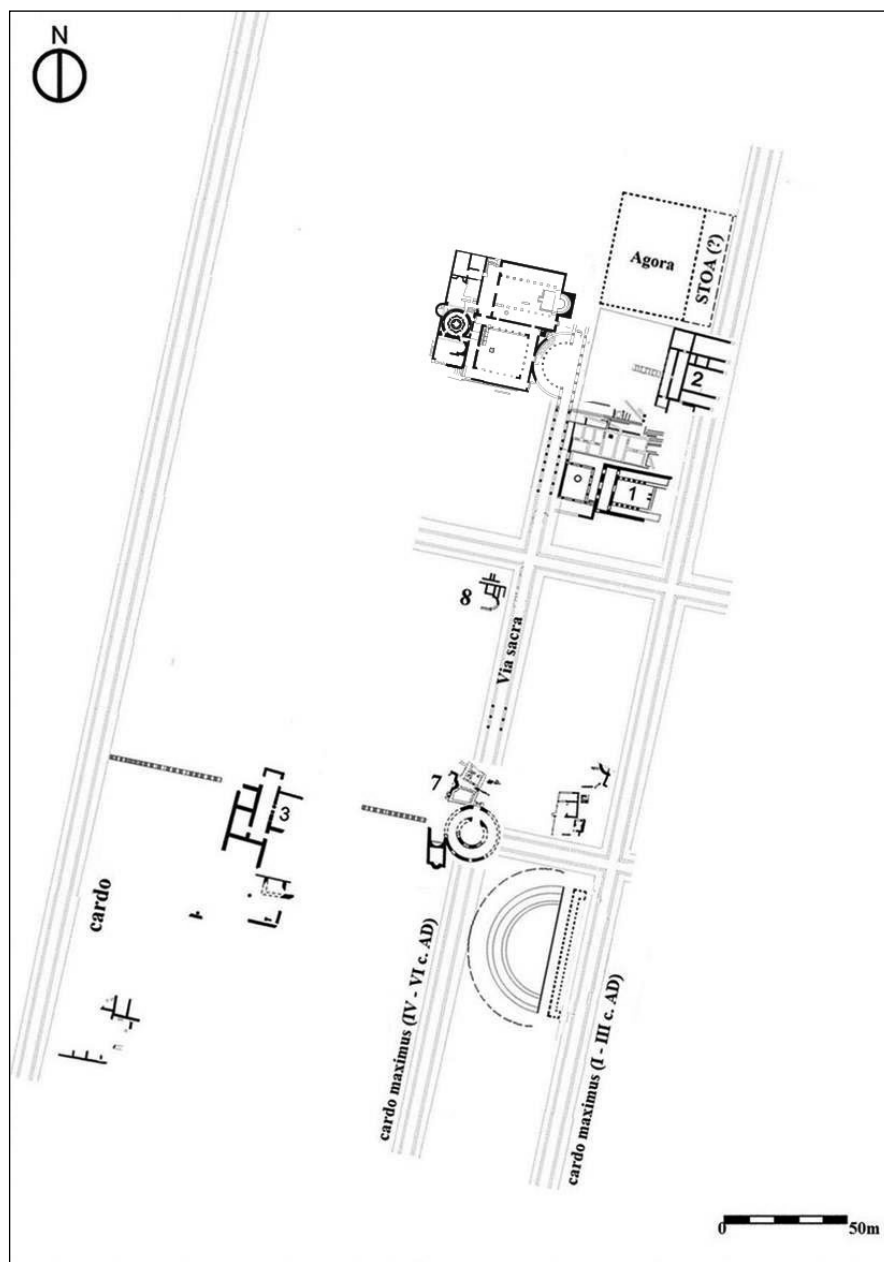 N
Agora
STOA (?)
2
1
8
Via sacra
7
3
cardo
cardo maximus (IV - VI c. AD)
cardo maximus (I - III c. AD)
0 50m